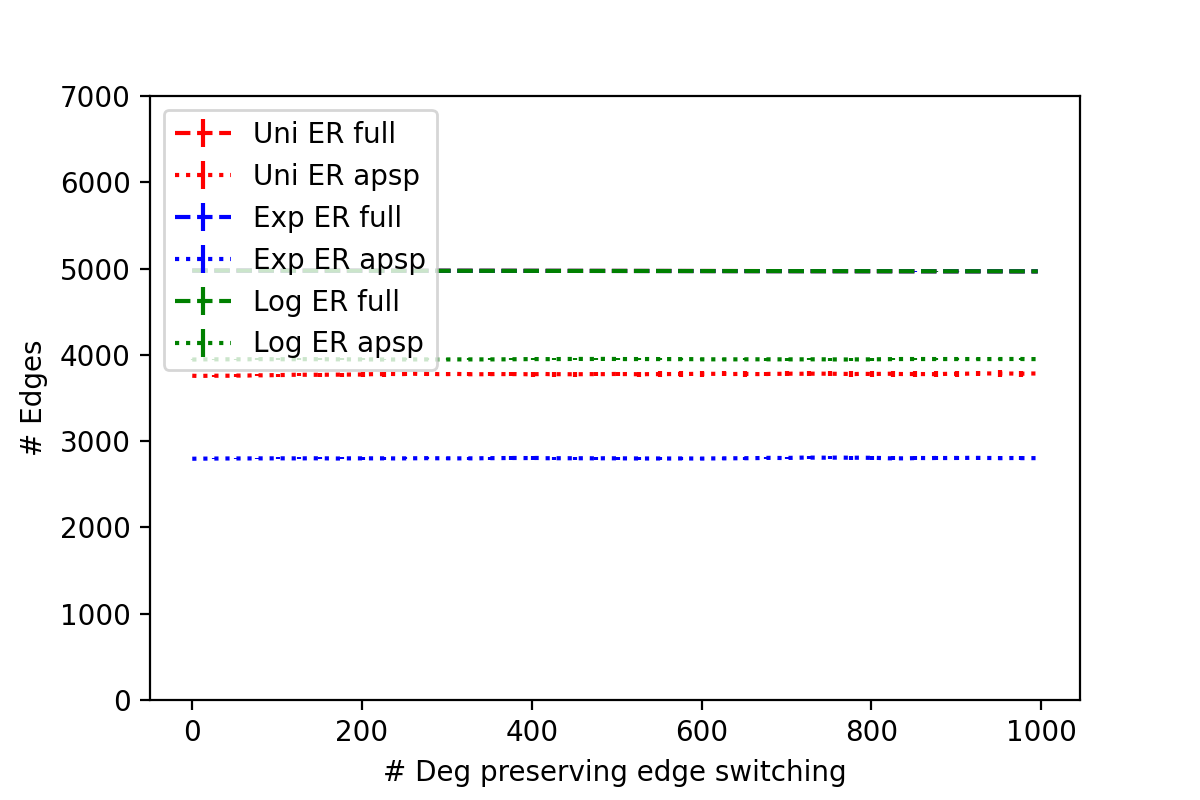 7000
6000
5000
4000
3000
2000
1000
0
# Edges
Uni ER full
Uni ER apsp
Exp ER full
Exp ER apsp
Log ER full
Log ER apsp
0 200 400 600 800 1000
# Deg preserving edge switching